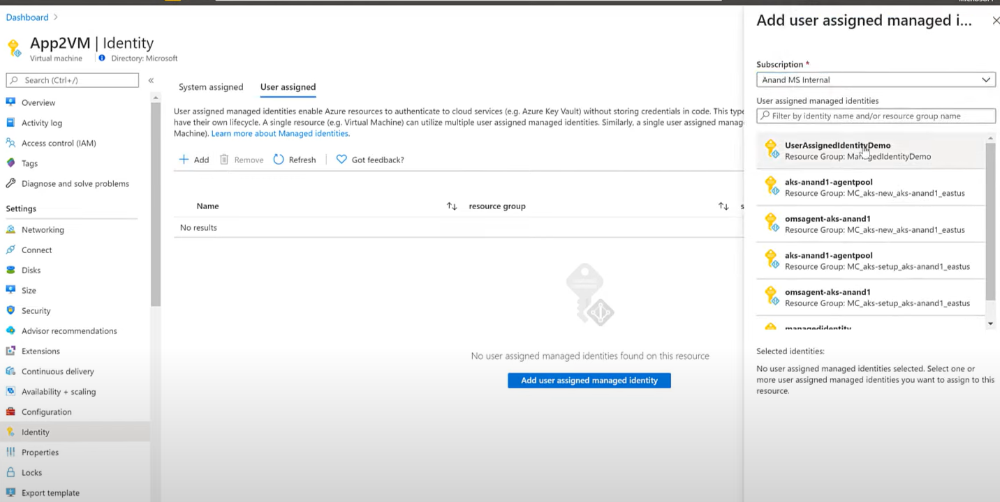 Dashboard
App2VM | Identity
Virtual machine
Directory: Microsoft
Search (Ctrl+/)
Overview
Activity log
Access control (IAM)
Tags
Diagnose and solve problems
Settings
Networking
Connect
Disks
Size
Security
Advisor recommendations
Extensions
Continuous delivery
Availability + scaling
Configuration
Identity
Properties
Locks
Export template
System assigned User assigned
User assigned managed identities enable Azure resources to authenticate to cloud services (e.g. Azure Key Vault) without storing credentials in code. This type
have their own lifecycle. A single resource (e.g. Virtual Machine) can utilize multiple user assigned managed identities. Similarly, a single user assigned manag
Machine). Learn more about Managed identities.
Add Remove Refresh Got feedback?
Name resource group s
No results
No user assigned managed identities found on this resource
Add user assigned managed identity
Add user assigned managed i...
Subscription *
Anand MS Internal
User assigned managed identities
Filter by identity name and/or resource group name
UserAssignedIdentityDemo
Resource Group: ManagedIdentityDemo
aks-anand1-agentpool
Resource Group: MC_aks-new_aks-anand1_eastus
omsagent-aks-anand1
Resource Group: MC_aks-new_aks-anand1_eastus
aks-anand1-agentpool
Resource Group: MC_aks-setup_aks-anand1_eastus
omsagent-aks-anand1
Resource Group: MC_aks-setup_aks-anand1_eastus
managedidentity
Selected identities:
No user assigned managed identities selected. Select one or
more user assigned managed identities you want to assign to this
resource.